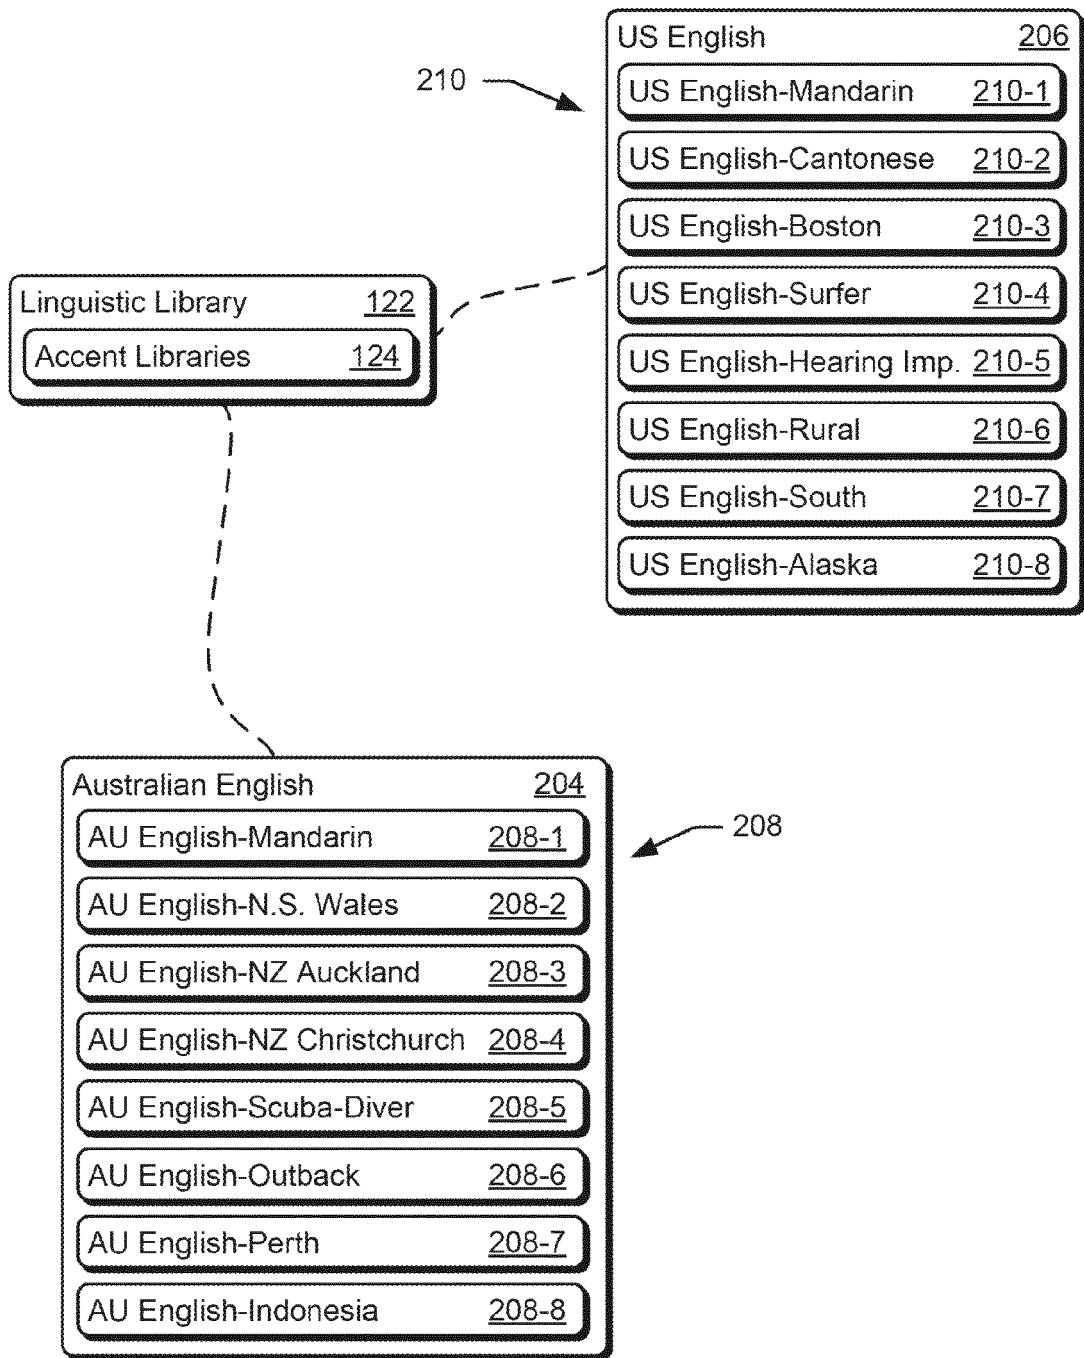 US English 206
210
US English-Mandarin 210-1
US English-Cantonese 210-2
US English-Boston 210-3
US English-Surfer 210-4
US English-Hearing Imp. 210-5
US English-Rural 210-6
US English-South 210-7
US English-Alaska 210-8
Linguistic Library 122
Accent Libraries 124
Australian English 204
208
AU English-Mandarin 208-1
AU English-N.S. Wales 208-2
AU English-NZ Auckland 208-3
AU English-NZ Christchurch 208-4
AU English-Scuba-Diver 208-5
AU English-Outback 208-6
AU English-Perth 208-7
AU English-Indonesia 208-8